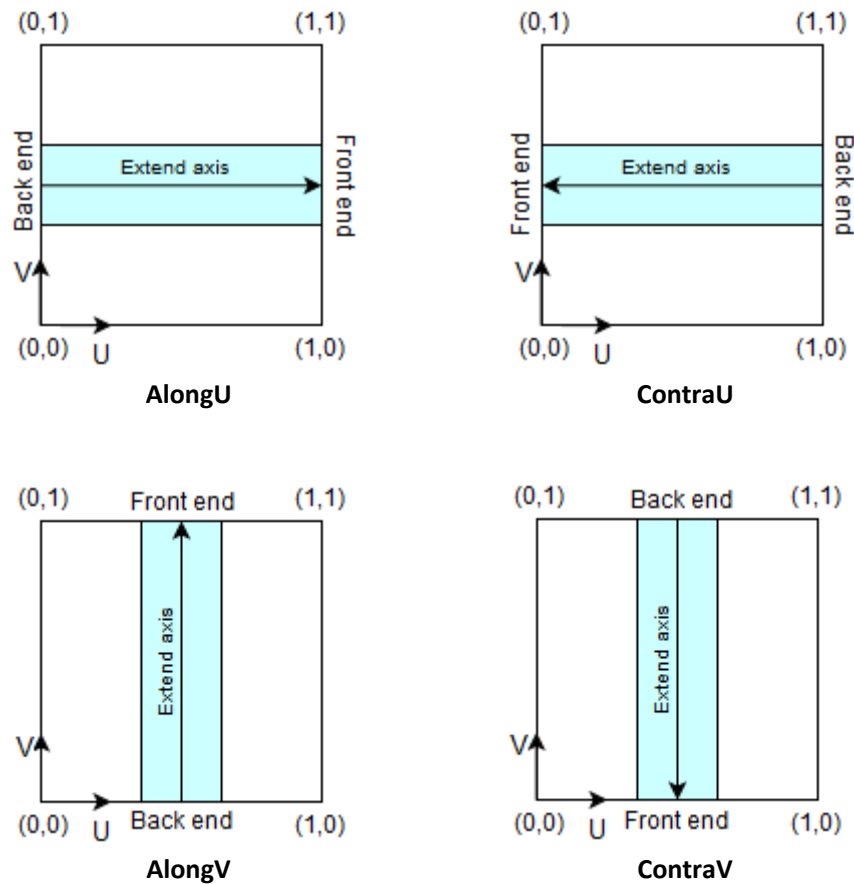 (0,1) (1,1)
Back end
Extend axis
Front end
V
(0,0) U (1,0)
AlongU
(0,1) (1,1)
Front end
Extend axis
Back end
V
(0,0) U (1,0)
ContraU
(0,1) Front end (1,1)
Extend axis
V
(0,0) U Back end (1,0)
AlongV
(0,1) Back end (1,1)
Extend axis
V
(0,0) U Front end (1,0)
ContraV